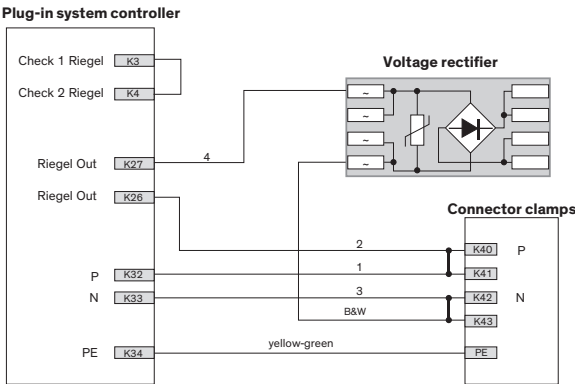 Plug-in system controller
Check 1 Riegel K3
Check 2 Riegel K4
Voltage rectifier
~
~
~
~
Riegel Out K27 4
Riegel Out K26
Connector clamps
2 K40 P
P K32 1 K41
N K33 3 K42 N
B&W K43
PE K34 yellow-green PE